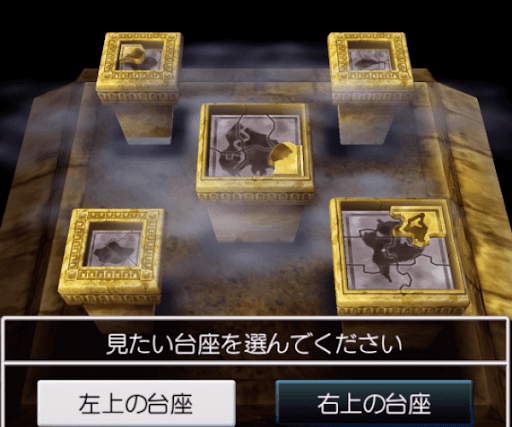 見たい台座を選んでください
左上の台座
右上の台座